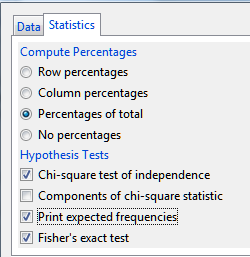 Data Statistics
Compute Percentages
Row percentages
Column percentages
Percentages of total
No percentages
Hypothesis Tests
Chi-square test of independence
Components of chi-square statistic
Print expected frequencies
Fisher's exact test